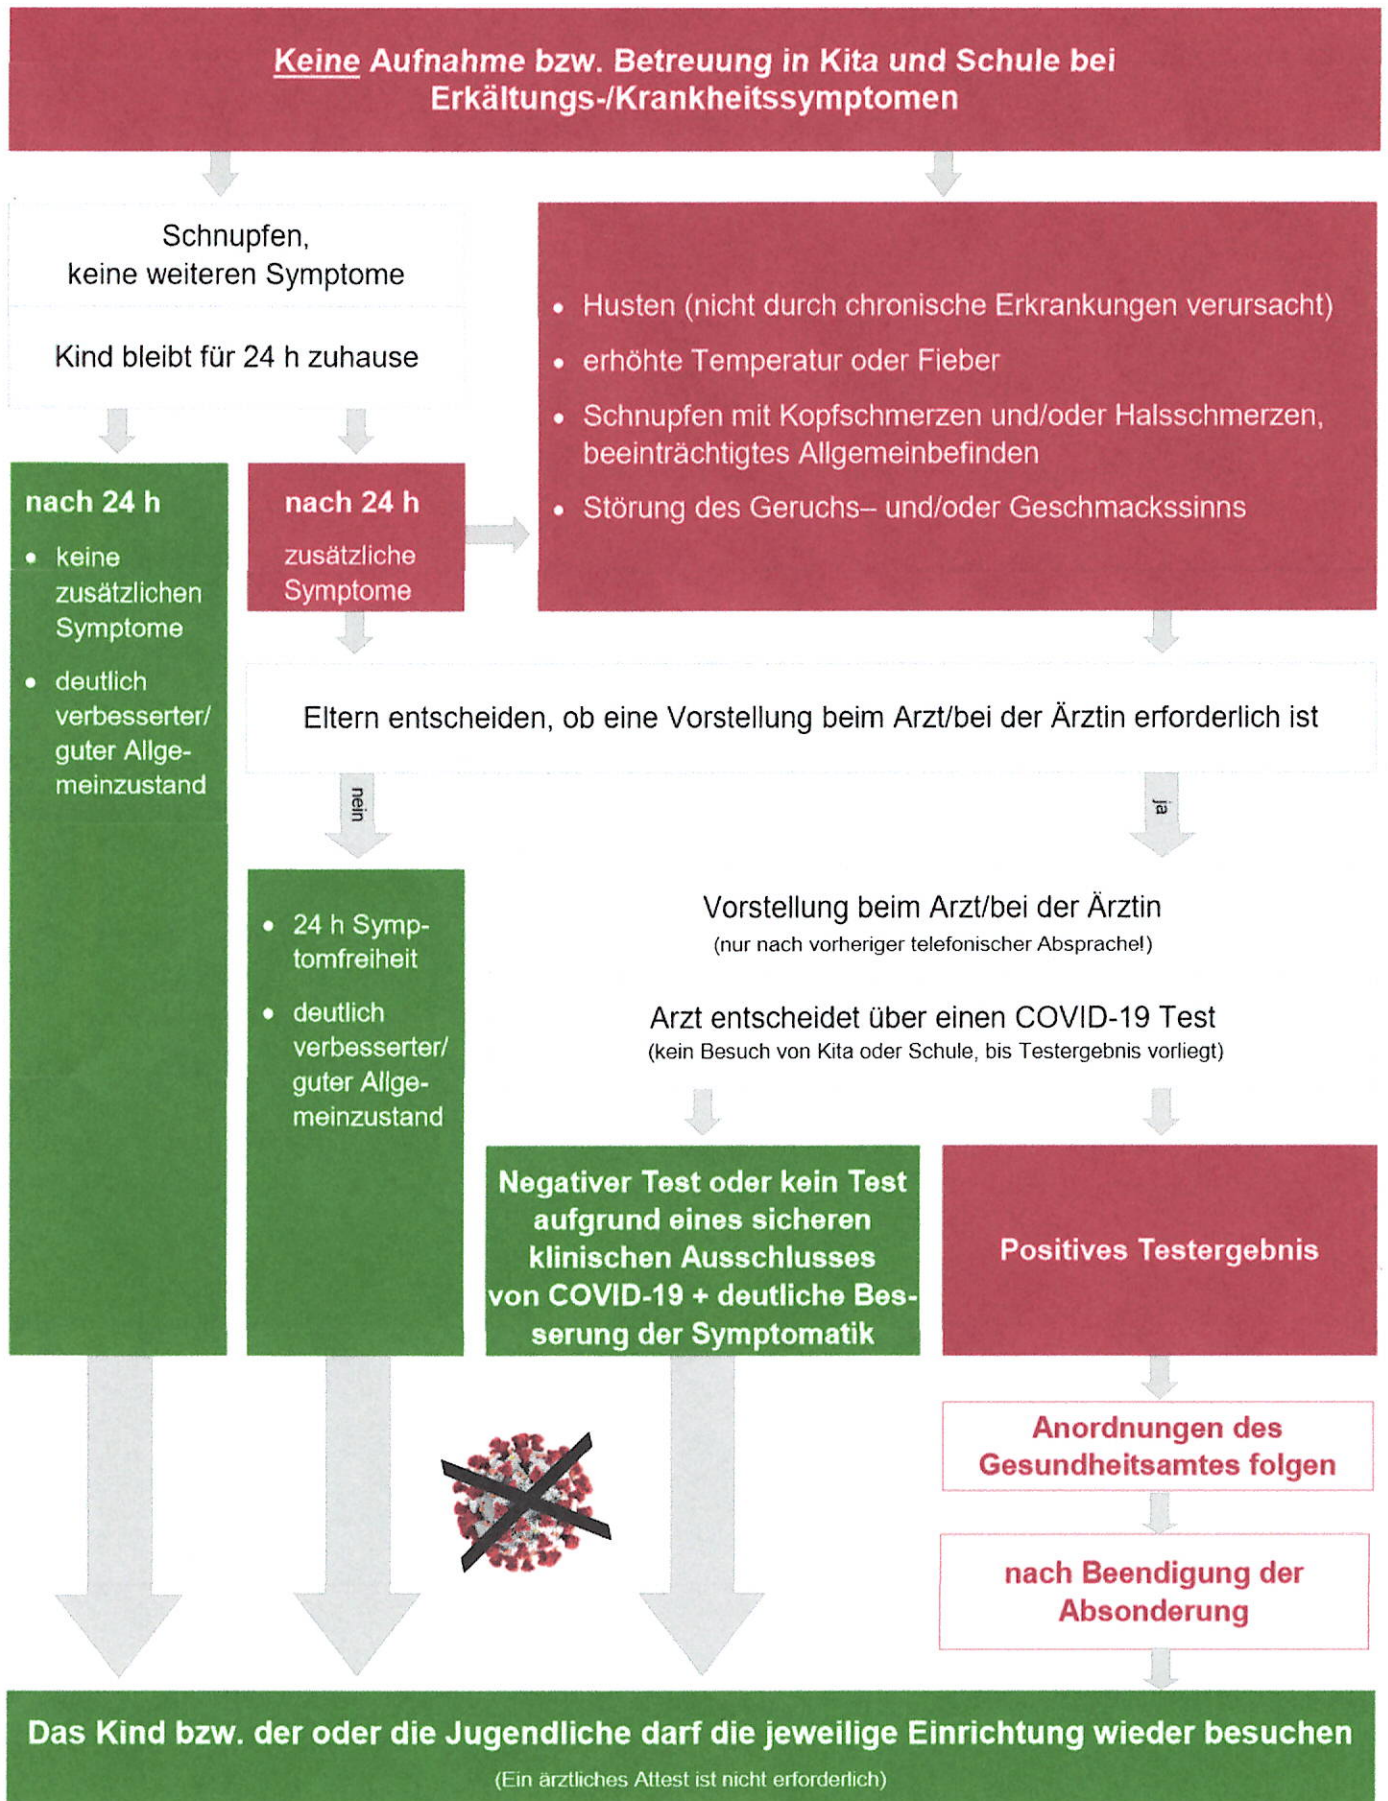 Keine Aufnahme bzw. Betreuung in Kita und Schule bei
Erkältungs-/Krankheitssymptomen
Schnupfen,
keine weiteren Symptome
Kind bleibt für 24 h zuhause
• Husten (nicht durch chronische Erkrankungen verursacht)
• erhöhte Temperatur oder Fieber
• Schnupfen mit Kopfschmerzen und/oder Halsschmerzen,
beeinträchtigtes Allgemeinbefinden
• Störung des Geruchs– und/oder Geschmackssinns
nach 24 h
• keine
zusätzlichen
Symptome
• deutlich
verbesserter/
guter Allge-
meinzustand
nach 24 h
zusätzliche
Symptome
Eltern entscheiden, ob eine Vorstellung beim Arzt/bei der Ärztin erforderlich ist
nein
ja
• 24 h Symp-
tomfreiheit
• deutlich
verbesserter/
guter Allge-
meinzustand
Vorstellung beim Arzt/bei der Ärztin
(nur nach vorheriger telefonischer Absprache!)
Arzt entscheidet über einen COVID-19 Test
(kein Besuch von Kita oder Schule, bis Testergebnis vorliegt)
Negativer Test oder kein Test
aufgrund eines sicheren
klinischen Ausschlusses
von COVID-19 + deutliche Bes-
serung der Symptomatik
Positives Testergebnis
Anordnungen des
Gesundheitsamtes folgen
nach Beendigung der
Absonderung
Das Kind bzw. der oder die Jugendliche darf die jeweilige Einrichtung wieder besuchen
(Ein ärztliches Attest ist nicht erforderlich)